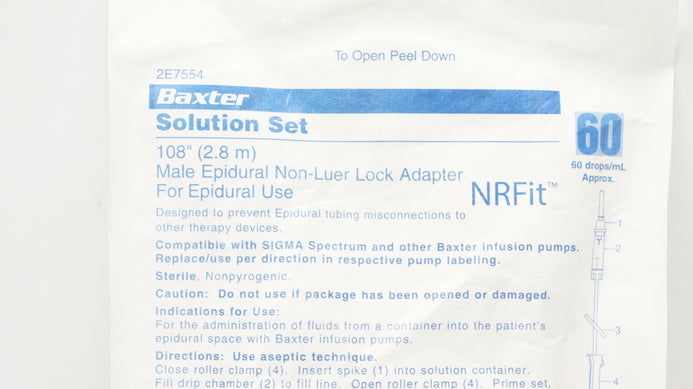 To Open Peel Down
2E7554
Baxter
Solution Set
108" (2.8 m)
Male Epidural Non-Luer Lock Adapter
For Epidural Use
NRFit™
60
60 drops/mL
Approx.
Designed to prevent Epidural tubing misconnections to
other therapy devices.
Compatible with SIGMA Spectrum and other Baxter infusion pumps.
Replace/use per direction in respective pump labeling.
Sterile, Nonpyrogenic.
Caution: Do not use if package has been opened or damaged.
Indications for Use:
For the administration of fluids from a container into the patient's
epidural space with Baxter infusion pumps.
Directions: Use aseptic technique.
Close roller clamp (4). Insert spike (1) into solution container.
Fill drip chamber (2) to fill line. Open roller clamp (4). Prime set,
1
2
3
4